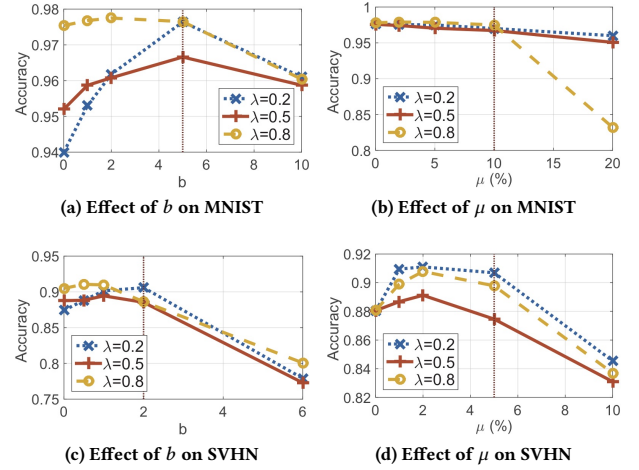 0.98
0.97
0.96
0.95
0.94
Accuracy
0 2 4 6 8 10
b
λ=0.2
λ=0.5
λ=0.8
(a) Effect of b on MNIST
1
0.95
0.9
0.85
0.8
Accuracy
0 5 10 15 20
μ (%)
λ=0.2
λ=0.5
λ=0.8
(b) Effect of μ on MNIST
0.95
0.9
0.85
0.8
0.75
Accuracy
0 2 4 6
b
λ=0.2
λ=0.5
λ=0.8
(c) Effect of b on SVHN
0.92
0.9
0.88
0.86
0.84
0.82
Accuracy
0 2 4 6 8 10
μ (%)
λ=0.2
λ=0.5
λ=0.8
(d) Effect of μ on SVHN